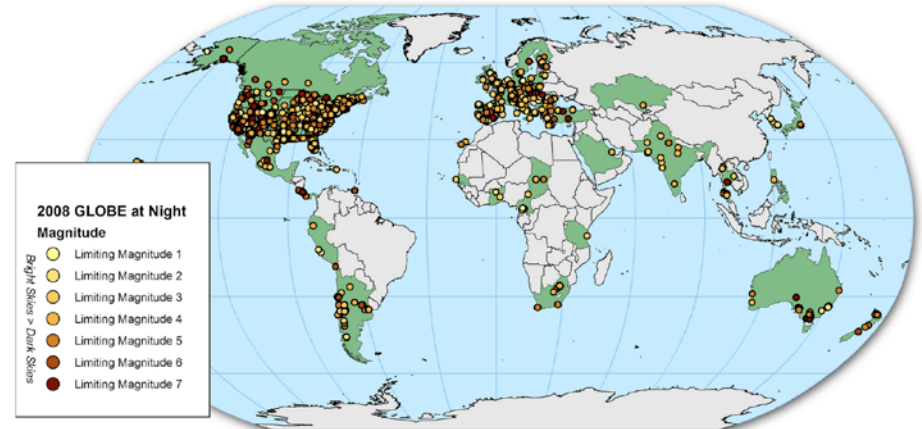 2008 GLOBE at Night
Magnitude
Limiting Magnitude 1
Limiting Magnitude 2
Limiting Magnitude 3
Limiting Magnitude 4
Limiting Magnitude 5
Limiting Magnitude 6
Limiting Magnitude 7
Bright Skies > Dark Skies